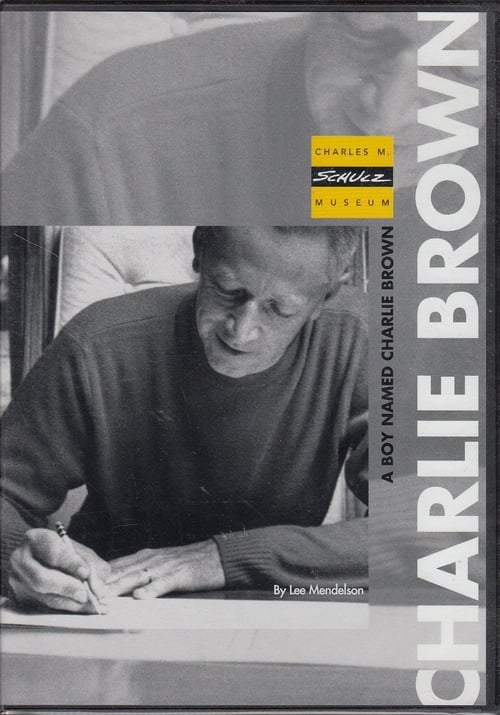 CHARLES M.
SCHULZ
MUSEUM
A BOY NAMED CHARLIE BROWN
CHARLIE BROWN
By Lee Mendelson